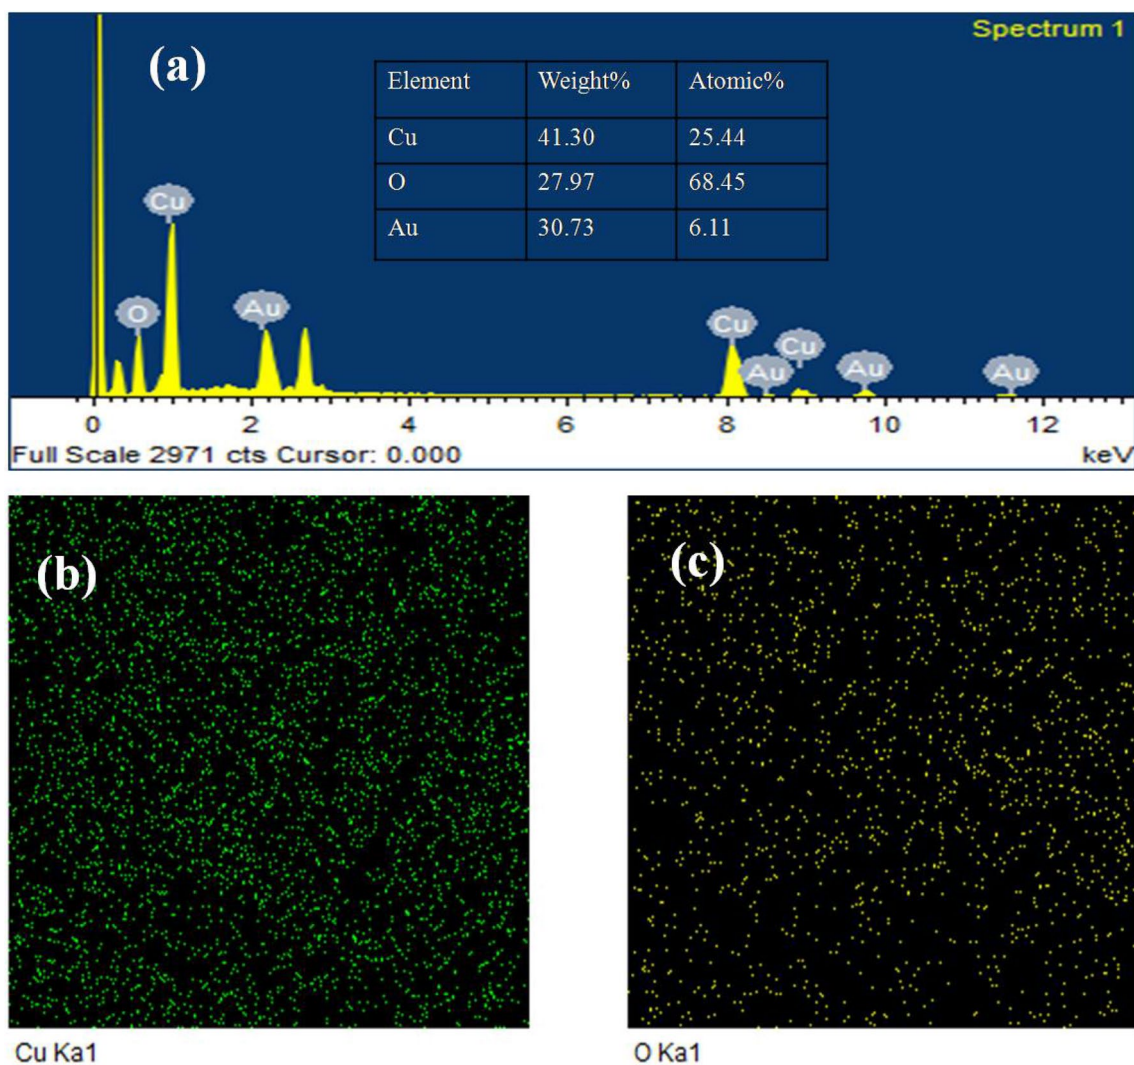 Spectrum 1
(a)
Element Weight% Atomic%
Cu 41.30 25.44
O 27.97 68.45
Au 30.73 6.11
Cu
O
Au
Cu
Au
Cu
Au
Au
0 2 4 6 8 10 12
Full Scale 2971 cts Cursor: 0.000 keV
(b)
(c)
Cu Ka1
O Ka1